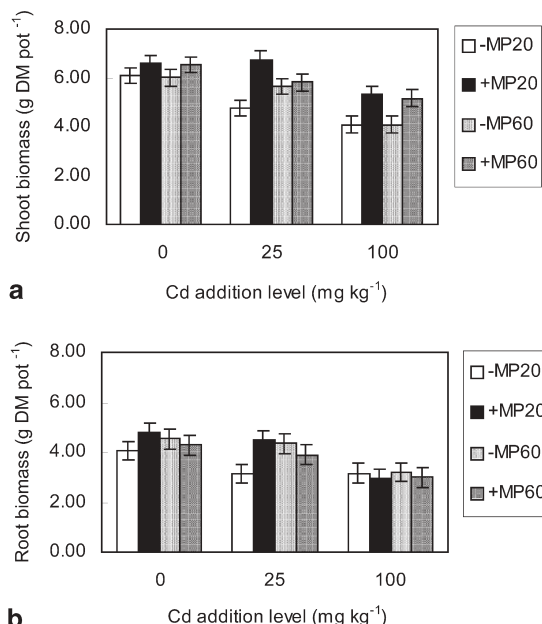 8.00
6.00
4.00
2.00
0.00
Shoot biomass (g DM pot -1)
0 25 100
Cd addition level (mg kg-1)
-MP20
+MP20
-MP60
+MP60
a
8.00
6.00
4.00
2.00
0.00
Root biomass (g DM pot -1)
0 25 100
Cd addition level (mg kg-1)
-MP20
+MP20
-MP60
+MP60
b